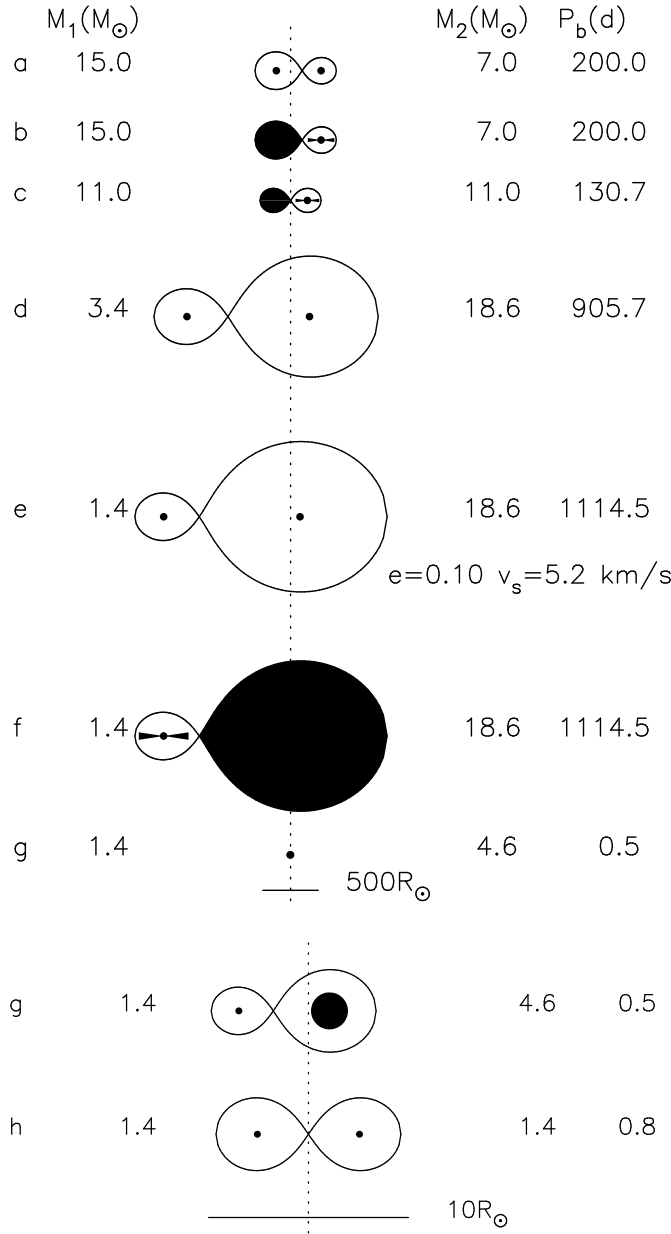 M₁(M⊙) M₂(M⊙) P_b(d)
a 15.0 7.0 200.0
b 15.0 7.0 200.0
c 11.0 11.0 130.7
d 3.4 18.6 905.7
e 1.4 18.6 1114.5
e=0.10 v_s=5.2 km/s
f 1.4 18.6 1114.5
g 1.4 4.6 0.5
500R⊙
g 1.4 4.6 0.5
h 1.4 1.4 0.8
10R⊙